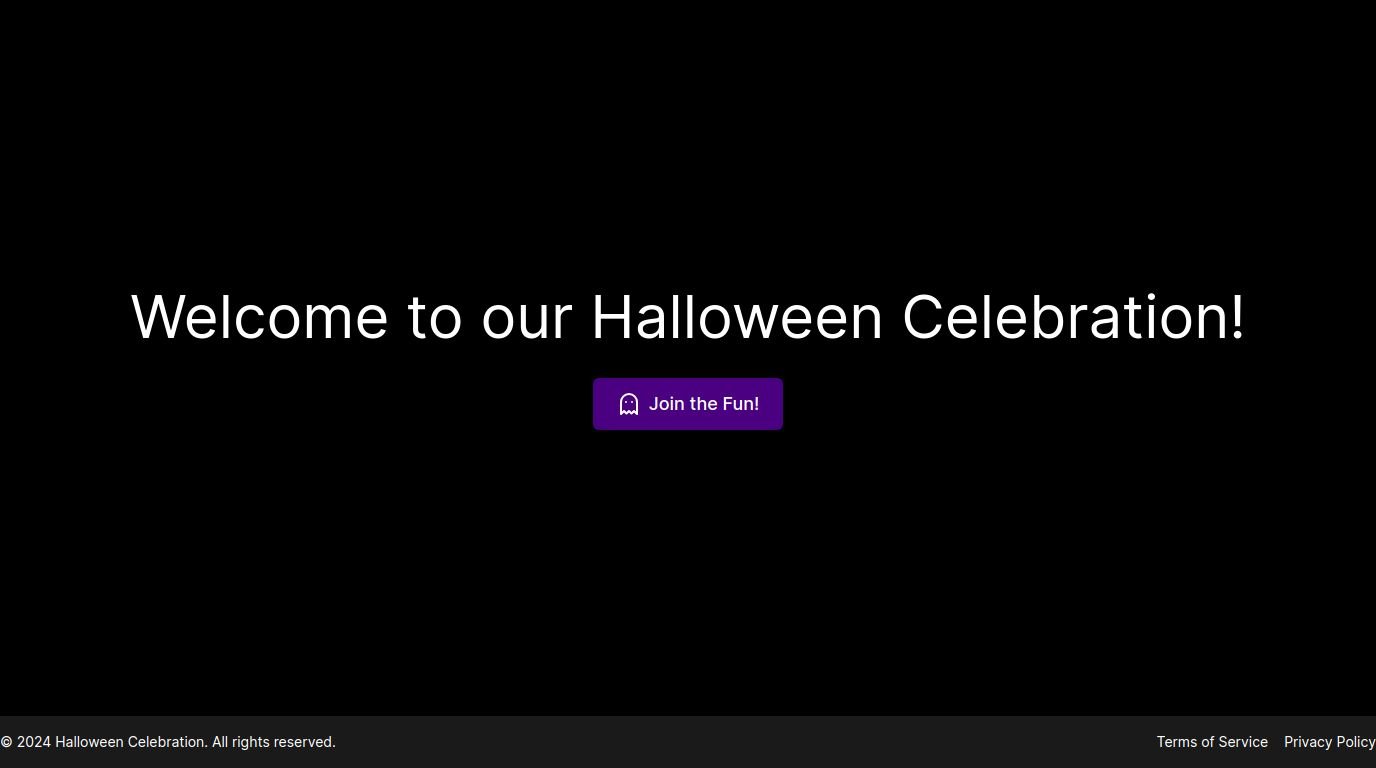 Welcome to our Halloween Celebration!
Join the Fun!
© 2024 Halloween Celebration. All rights reserved.
Terms of Service Privacy Policy